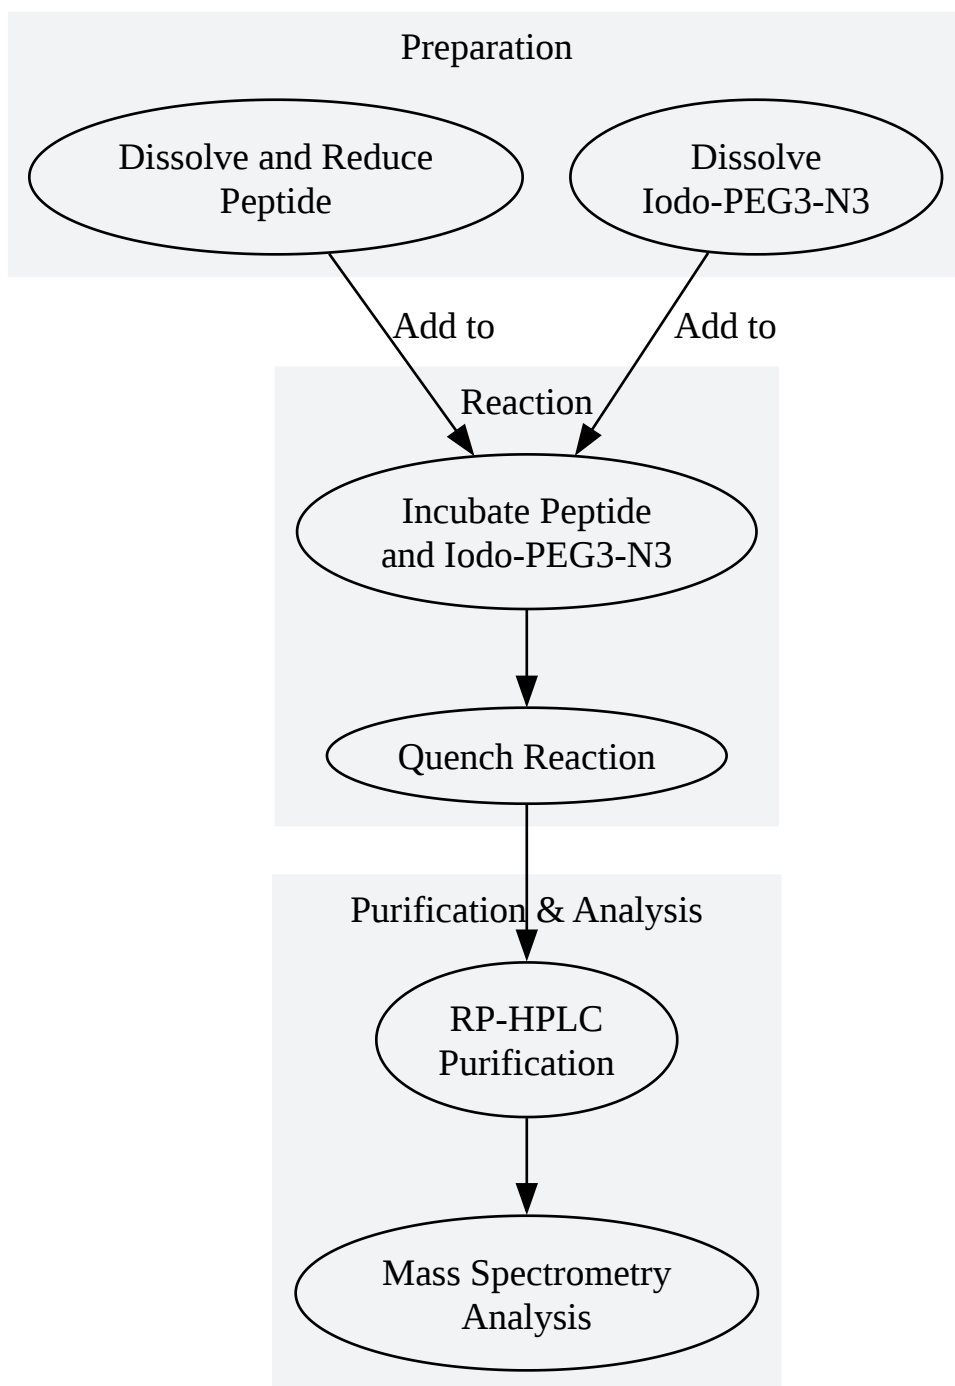 Preparation
Dissolve and Reduce
Peptide
Dissolve
Iodo-PEG3-N3
Add to
Add to
Reaction
Incubate Peptide
and Iodo-PEG3-N3
Quench Reaction
Purification & Analysis
RP-HPLC
Purification
Mass Spectrometry
Analysis